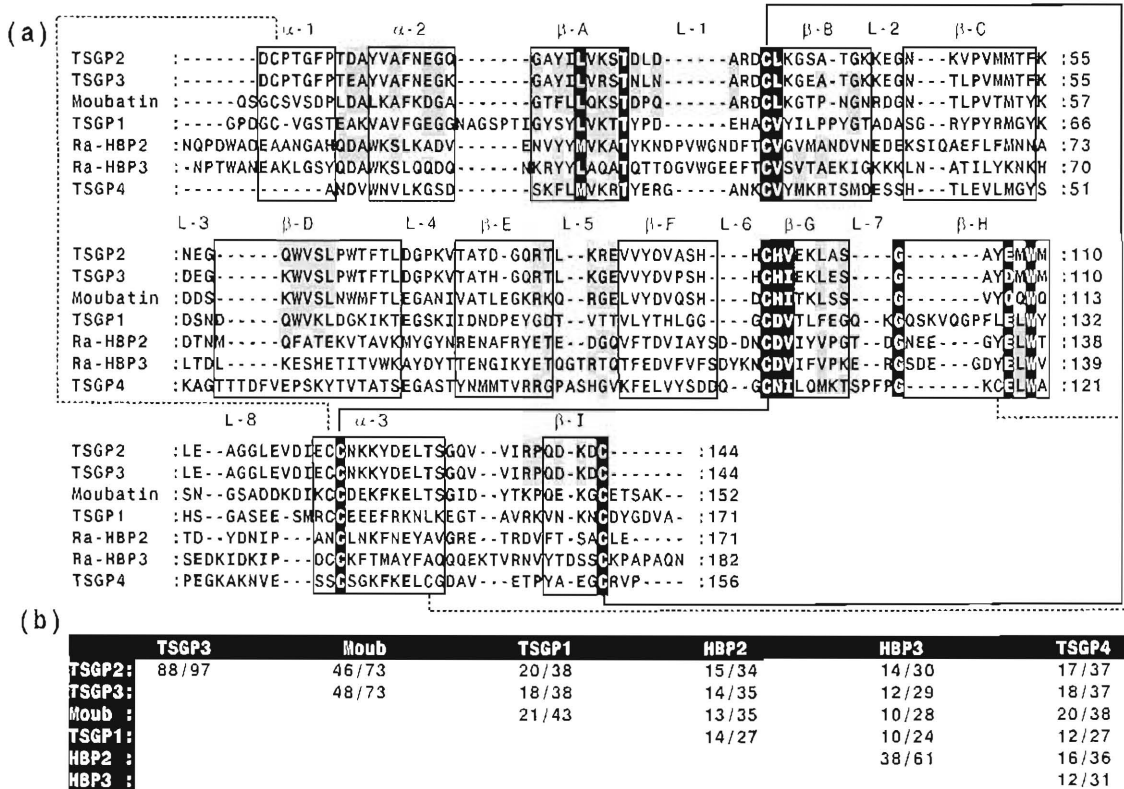 (a)
α-1 α-2 β-A L-1 β-B L-2 β-C
TSGP2 :------DCPTGFPTDAYVAFNEGQ------GAYILVKSTDLD----ARDCLKGSA-TGKKEGN--KVPVMMTFK :55
TSGP3 :------DCPTGFPTEAYVAFNEGK------GAYILVRSTNLN----ARDCLKGEA-TGKKEGN--TLPVMMTFK :55
Moubatin :----QSGCSVSDPLDALKAFKDGA------GTFLLQKSTDPQ----ARDCLKGTP-NGNRDGN--TLPVTMTYK :57
TSGP1 :---GPDGC-VGSTEAKVAVFGEGGNAGSPTIGYSYYLVKTTYPD----EHACVYILPPYGTADASG--RYPYRMGYK :66
Ra-HBP2 :NQPDWADEAANGAHQDAWKSLKADV------ENVYYMVKATYKNDPVWGNDFTCVGVMANDVNEDEKSIQAEFLFMNNA :73
Ra-HBP3 :-NPTWANEAKLGSYQDAWKSLQQDQ------NKRYYLAQATQTTDGVWGEEFTCVSVTAEKIGKKKLN--ATILYKNKH :70
TSGP4 :----------ANDVWNVLKGSD------SKFLMVKRTYERG----ANKCVYMKRTSMDESSH--TLEVLMGYS :51
L-3 β-D L-4 β-E L-5 β-F L-6 β-G L-7 β-H
TSGP2 :NEG-----QWVSLPWTFTLDGPKVTATD-GQRTL--KREVVYDVASH---HCHVEKLAS----G-----AYEMWM :110
TSGP3 :DEG-----KWVSLPWTFTLDGPKVTATD-GQRTL--KREVVYDVPSH---HCHIEKLES----G-----AYDMWM :110
Moubatin :DDS-----KWVSLNWMFTLEGANIVATLEGKRKQ--RGELVYDVQSH---DCHITKLSS----G-----VYQQWQ :113
TSGP1 :DSND----QWVKLDGKIKTEGSKIIDNDPEYGDT--VTTVLYTHLGG---GCDVTLFEGQ--KGQSKVQGPFLELWY :132
Ra-HBP2 :DTNM----QFATEKVTAVKMYGYNRENAFRYETE--DGQVFTDVIAYSD-DNCDVIYVPGT--DGNEE---GYELWT :138
Ra-HBP3 :LTDL----KESHETITVWKAYDYTTENGIKYETQGTRTQTFEDVFVFSDYKNCDVIFVPKE--RGSDE---GDYELWV :139
TSGP4 :KAGTTTDFVEPSKYTVTATSEGASTYNMMTVRRGPASHGVKFELVYSDDQ-GCNILQMKTSPFPG-----KCELWA :121
L-8 α-3 β-I
TSGP2 :LE--AGGLEVDIECCNKKYDELTSGQV--VIRPQD-KDC------- :144
TSGP3 :LE--AGGLEVDIECCNKKYDELTSGQV--VIRPQD-KDC------- :144
Moubatin :SN--GSADDKDIKCCDEKFKELTSGID--YTKPQE-KGCETSAK- :152
TSGP1 :HS--GASEE-SMRCCEEEFRKNLKEGT--AVRKVN-KNCDYGDVA- :171
Ra-HBP2 :TD--YDNIP---ANCLNKFNEYAVGRE--TRDVFT-SACLE----- :171
Ra-HBP3 :SEDKIDKIP---DCCKFTMAYFAQQQEKTVRNVYTDSSCKPAPAQN :182
TSGP4 :PEGKAKNVE---SSCSGKFKELCGDAV--ETPYA-EGCRVP---- :156
(b)
TSGP3 Moub TSGP1 HBP2 HBP3 TSGP4
TSGP2: 88/97 46/73 20/38 15/34 14/30 17/37
TSGP3: 48/73 18/38 14/35 12/29 18/37
Moub : 21/43 13/35 10/28 20/38
TSGP1: 14/27 10/24 12/27
HBP2 : 38/61 16/36
HBP3 : 12/31